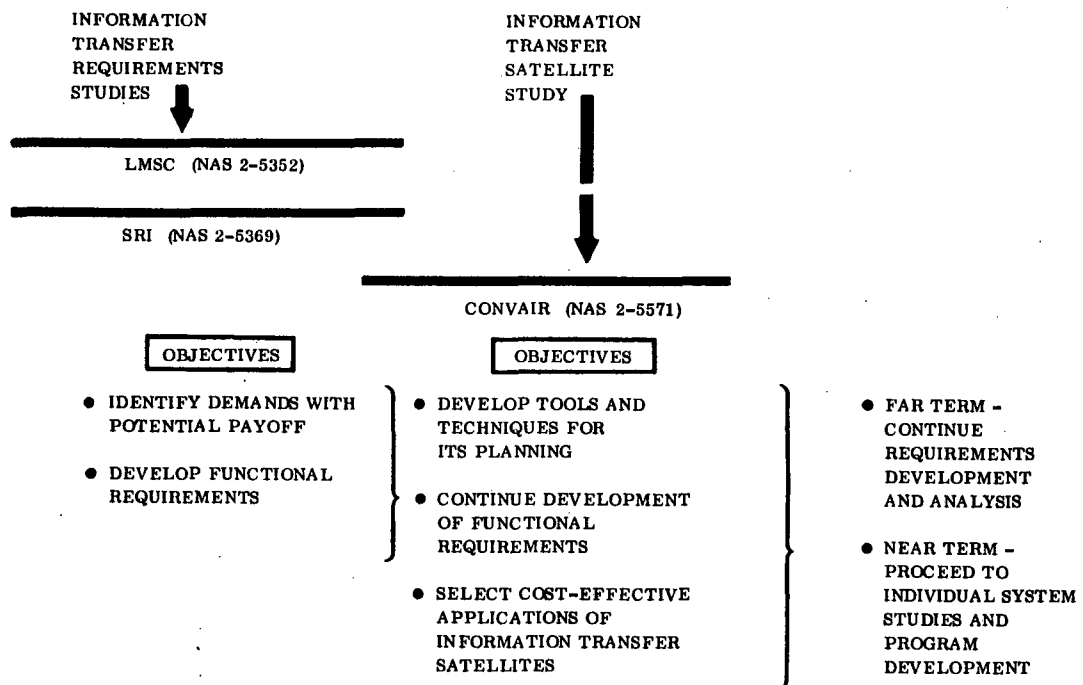 INFORMATION
TRANSFER
REQUIREMENTS
STUDIES
INFORMATION
TRANSFER
SATELLITE
STUDY
LMSC (NAS 2-5352)
SRI (NAS 2-5369)
CONVAIR (NAS 2-5571)
OBJECTIVES
● IDENTIFY DEMANDS WITH
POTENTIAL PAYOFF
● DEVELOP FUNCTIONAL
REQUIREMENTS
OBJECTIVES
● DEVELOP TOOLS AND
TECHNIQUES FOR
ITS PLANNING
● CONTINUE DEVELOPMENT
OF FUNCTIONAL
REQUIREMENTS
● SELECT COST-EFFECTIVE
APPLICATIONS OF
INFORMATION TRANSFER
SATELLITES
● FAR TERM -
CONTINUE
REQUIREMENTS
DEVELOPMENT
AND ANALYSIS
● NEAR TERM -
PROCEED TO
INDIVIDUAL SYSTEM
STUDIES AND
PROGRAM
DEVELOPMENT